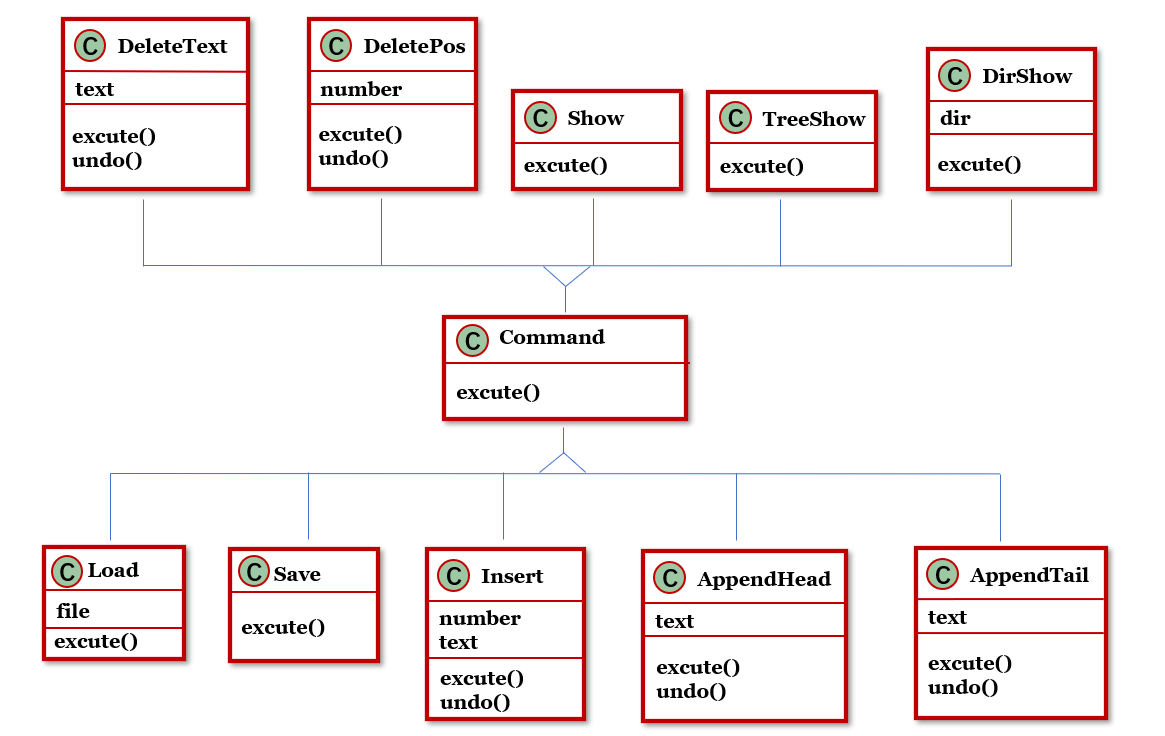 C DeleteText
text
excute()
undo()
C DeletePos
number
excute()
undo()
C Show
excute()
C TreeShow
excute()
C DirShow
dir
excute()
C Command
excute()
C Load
file
excute()
C Save
excute()
C Insert
number
text
excute()
undo()
C AppendHead
text
excute()
undo()
C AppendTail
text
excute()
undo()